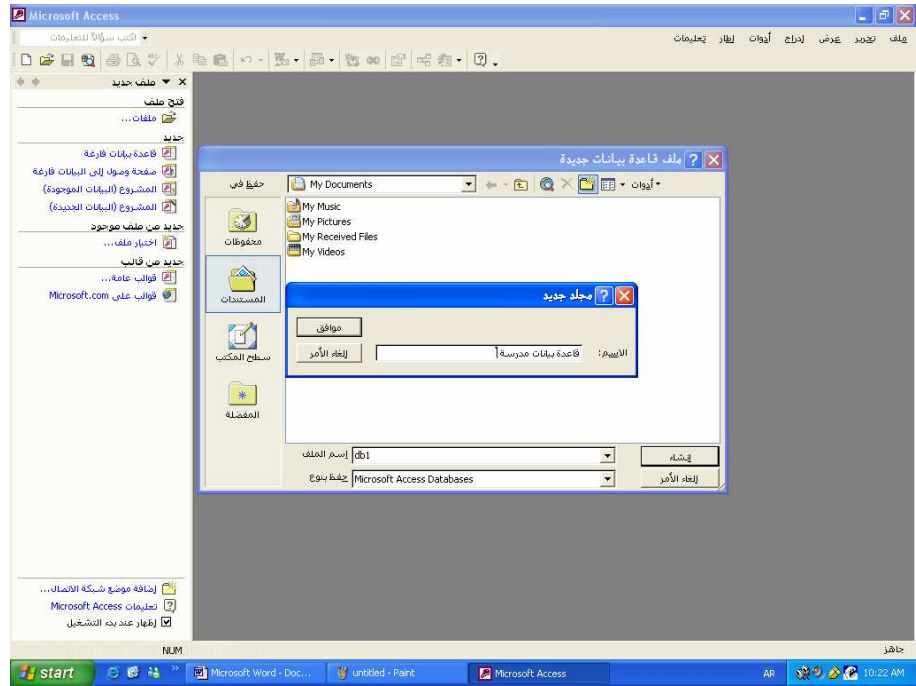 Microsoft Access
ملف تحرير عرض إدراج أدوات إطار تعليمات
اكتب سؤالاً للتعليمات
ملف جديد
فتح ملف
ملفات...
جديد
قاعدة بيانات فارغة
صفحة وصول إلى البيانات فارغة
المشروع (البيانات الموجودة)
المشروع (البيانات الجديدة)
جديد من ملف موجود
اختيار ملف...
جديد من قالب
قوالب عامة...
قوالب على Microsoft.com
إضافة موضع شبكة الاتصال...
تعليمات Microsoft Access
إظهار عند بدء التشغيل
ملف قاعدة بيانات جديدة
حفظ في
My Documents
أدوات
محفوظات
المستندات
سطح المكتب
المفضلة
My Music
My Pictures
My Received Files
My Videos
مجلد جديد
موافق
الاسم: قاعدة بيانات مدرسة
إلغاء الأمر
إسم الملف db1
إنشاء
حفظ بنوع Microsoft Access Databases
إلغاء الأمر
جاهز
NUM
start
Microsoft Word - Doc...
untitled - Paint
Microsoft Access
AR
10:22 AM